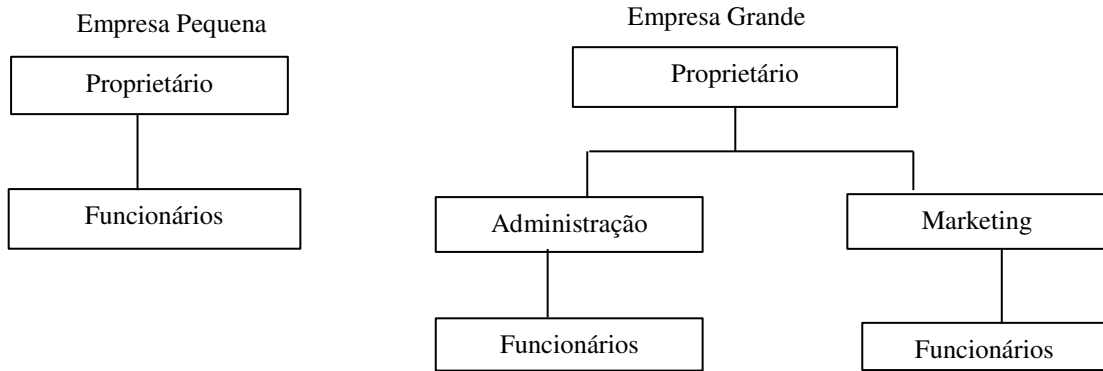 Empresa Pequena
Proprietário
Funcionários
Empresa Grande
Proprietário
Administração
Marketing
Funcionários
Funcionários